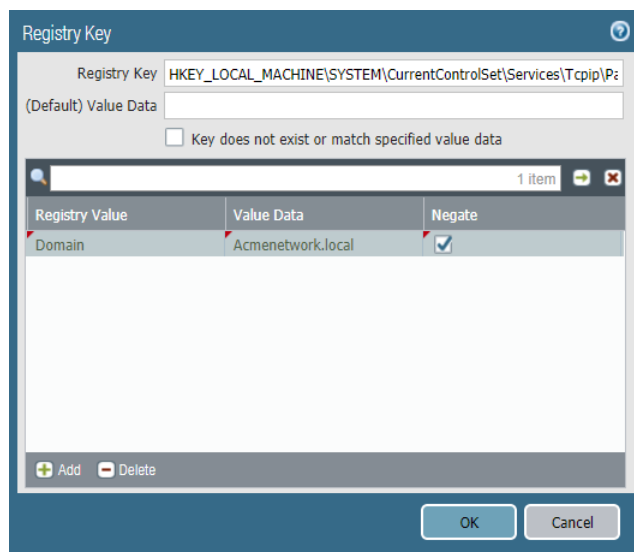 Registry Key
Registry Key HKEY_LOCAL_MACHINE\SYSTEM\CurrentControlSet\Services\Tcpip\Pa
(Default) Value Data
Key does not exist or match specified value data
1 item
Registry Value Value Data Negate
Domain Acmenetwork.local
Add Delete
OK Cancel